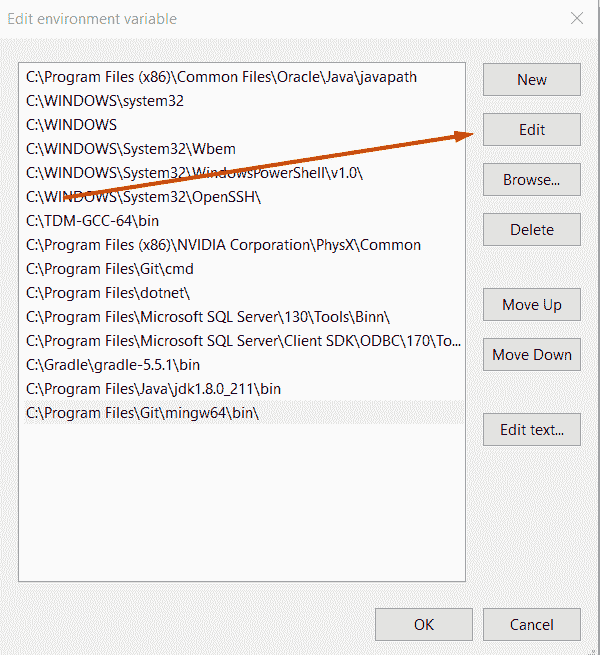 Edit environment variable
C:\Program Files (x86)\Common Files\Oracle\Java\javapath
C:\WINDOWS\system32
C:\WINDOWS
C:\WINDOWS\System32\Wbem
C:\WINDOWS\System32\WindowsPowerShell\v1.0\
C:\WINDOWS\System32\OpenSSH\
C:\TDM-GCC-64\bin
C:\Program Files (x86)\NVIDIA Corporation\PhysX\Common
C:\Program Files\Git\cmd
C:\Program Files\dotnet\
C:\Program Files\Microsoft SQL Server\130\Tools\Binn\
C:\Program Files\Microsoft SQL Server\Client SDK\ODBC\170\To...
C:\Gradle\gradle-5.5.1\bin
C:\Program Files\Java\jdk1.8.0_211\bin
C:\Program Files\Git\mingw64\bin\
New
Edit
Browse...
Delete
Move Up
Move Down
Edit text...
OK
Cancel